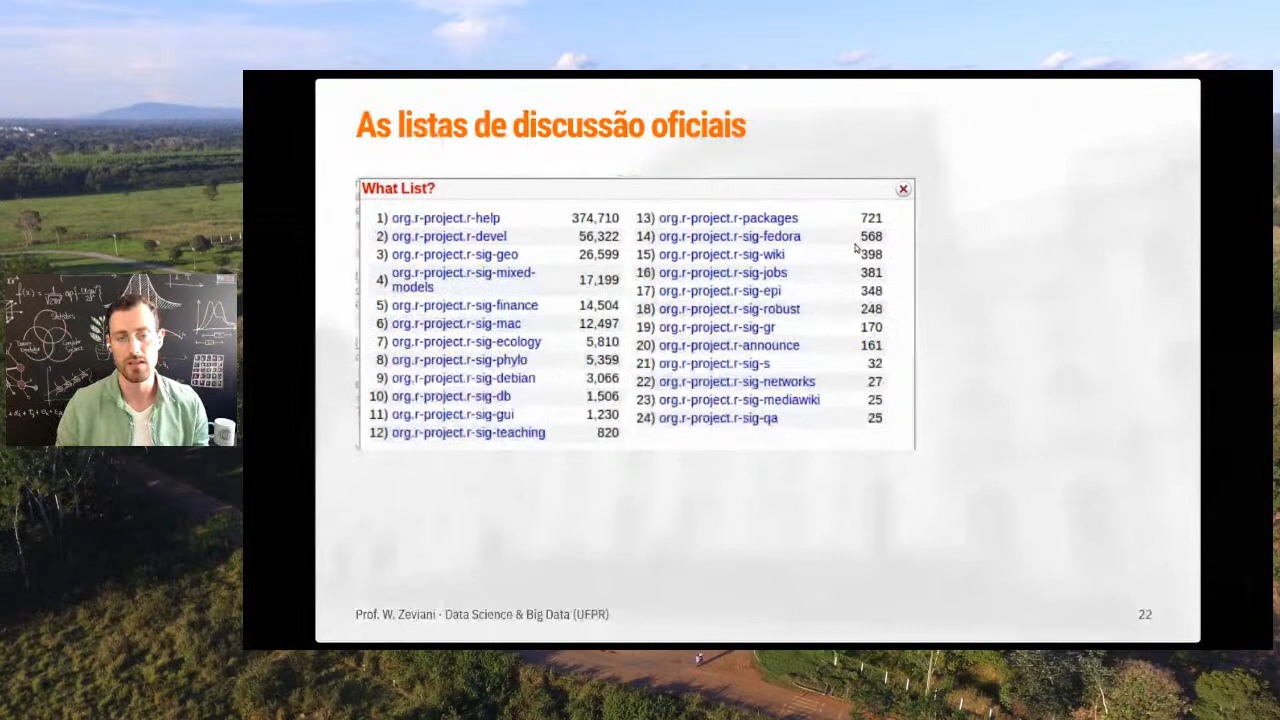 As listas de discussão oficiais
What List?
1) org.r-project.r-help 374,710
2) org.r-project.r-devel 56,322
3) org.r-project.r-sig-geo 26,599
4) org.r-project.r-sig-mixed-
models 17,199
5) org.r-project.r-sig-finance 14,504
6) org.r-project.r-sig-mac 12,497
7) org.r-project.r-sig-ecology 5,810
8) org.r-project.r-sig-phylo 5,359
9) org.r-project.r-sig-debian 3,066
10) org.r-project.r-sig-db 1,506
11) org.r-project.r-sig-gui 1,230
12) org.r-project.r-sig-teaching 820
13) org.r-project.r-packages 721
14) org.r-project.r-sig-fedora 568
15) org.r-project.r-sig-wiki 398
16) org.r-project.r-sig-jobs 381
17) org.r-project.r-sig-epi 348
18) org.r-project.r-sig-robust 248
19) org.r-project.r-sig-gr 170
20) org.r-project.r-announce 161
21) org.r-project.r-sig-s 32
22) org.r-project.r-sig-networks 27
23) org.r-project.r-sig-mediawiki 25
24) org.r-project.r-sig-qa 25
Statistics
Computer
Science
Prof. W. Zeviani · Data Science & Big Data (UFPR)
22